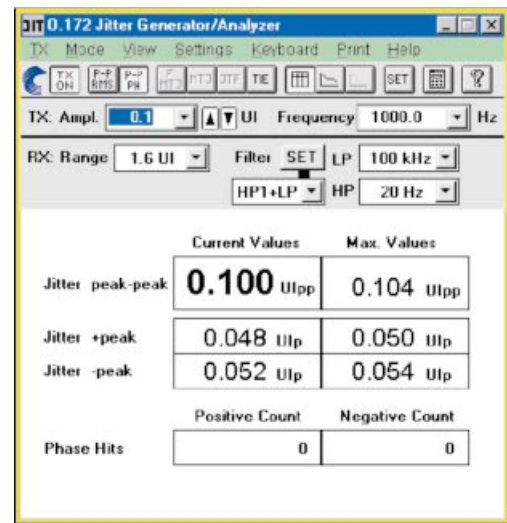 JIT 0.172 Jitter Generator/Analyzer
TX Mode View Settings Keyboard Print Help
TX ON P-P RMS P-P PH F MTJ MTJ JTF TIE SET ?
TX: Ampl. 0.1 UI Frequency 1000.0 Hz
RX: Range 1.6 UI Filter SET LP 100 kHz
HP1+LP HP 20 Hz
Current Values Max. Values
Jitter peak-peak 0.100 UIpp 0.104 UIpp
Jitter +peak 0.048 UIp 0.050 UIp
Jitter -peak 0.052 UIp 0.054 UIp
Positive Count Negative Count
Phase Hits 0 0